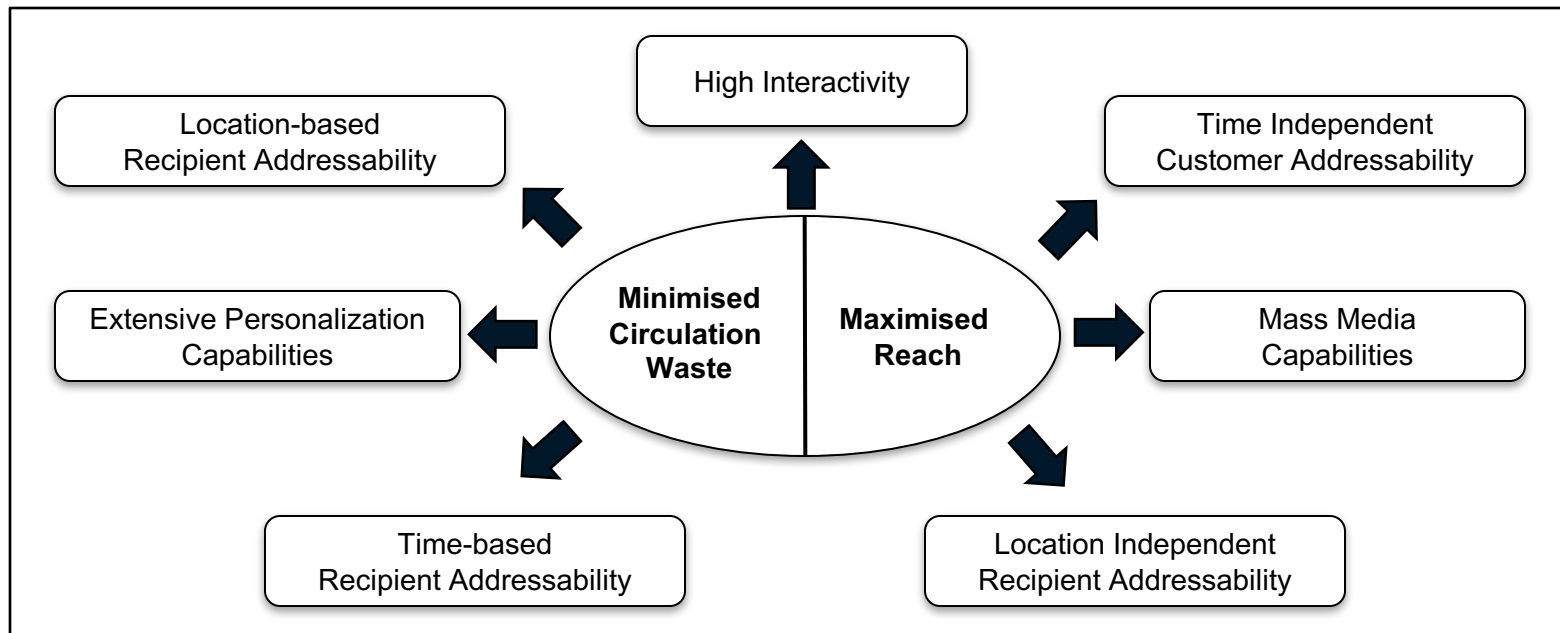 High Interactivity
Location-based
Recipient Addressability
Time Independent
Customer Addressability
Extensive Personalization
Capabilities
Minimised
Circulation
Waste
Maximised
Reach
Mass Media
Capabilities
Time-based
Recipient Addressability
Location Independent
Recipient Addressability